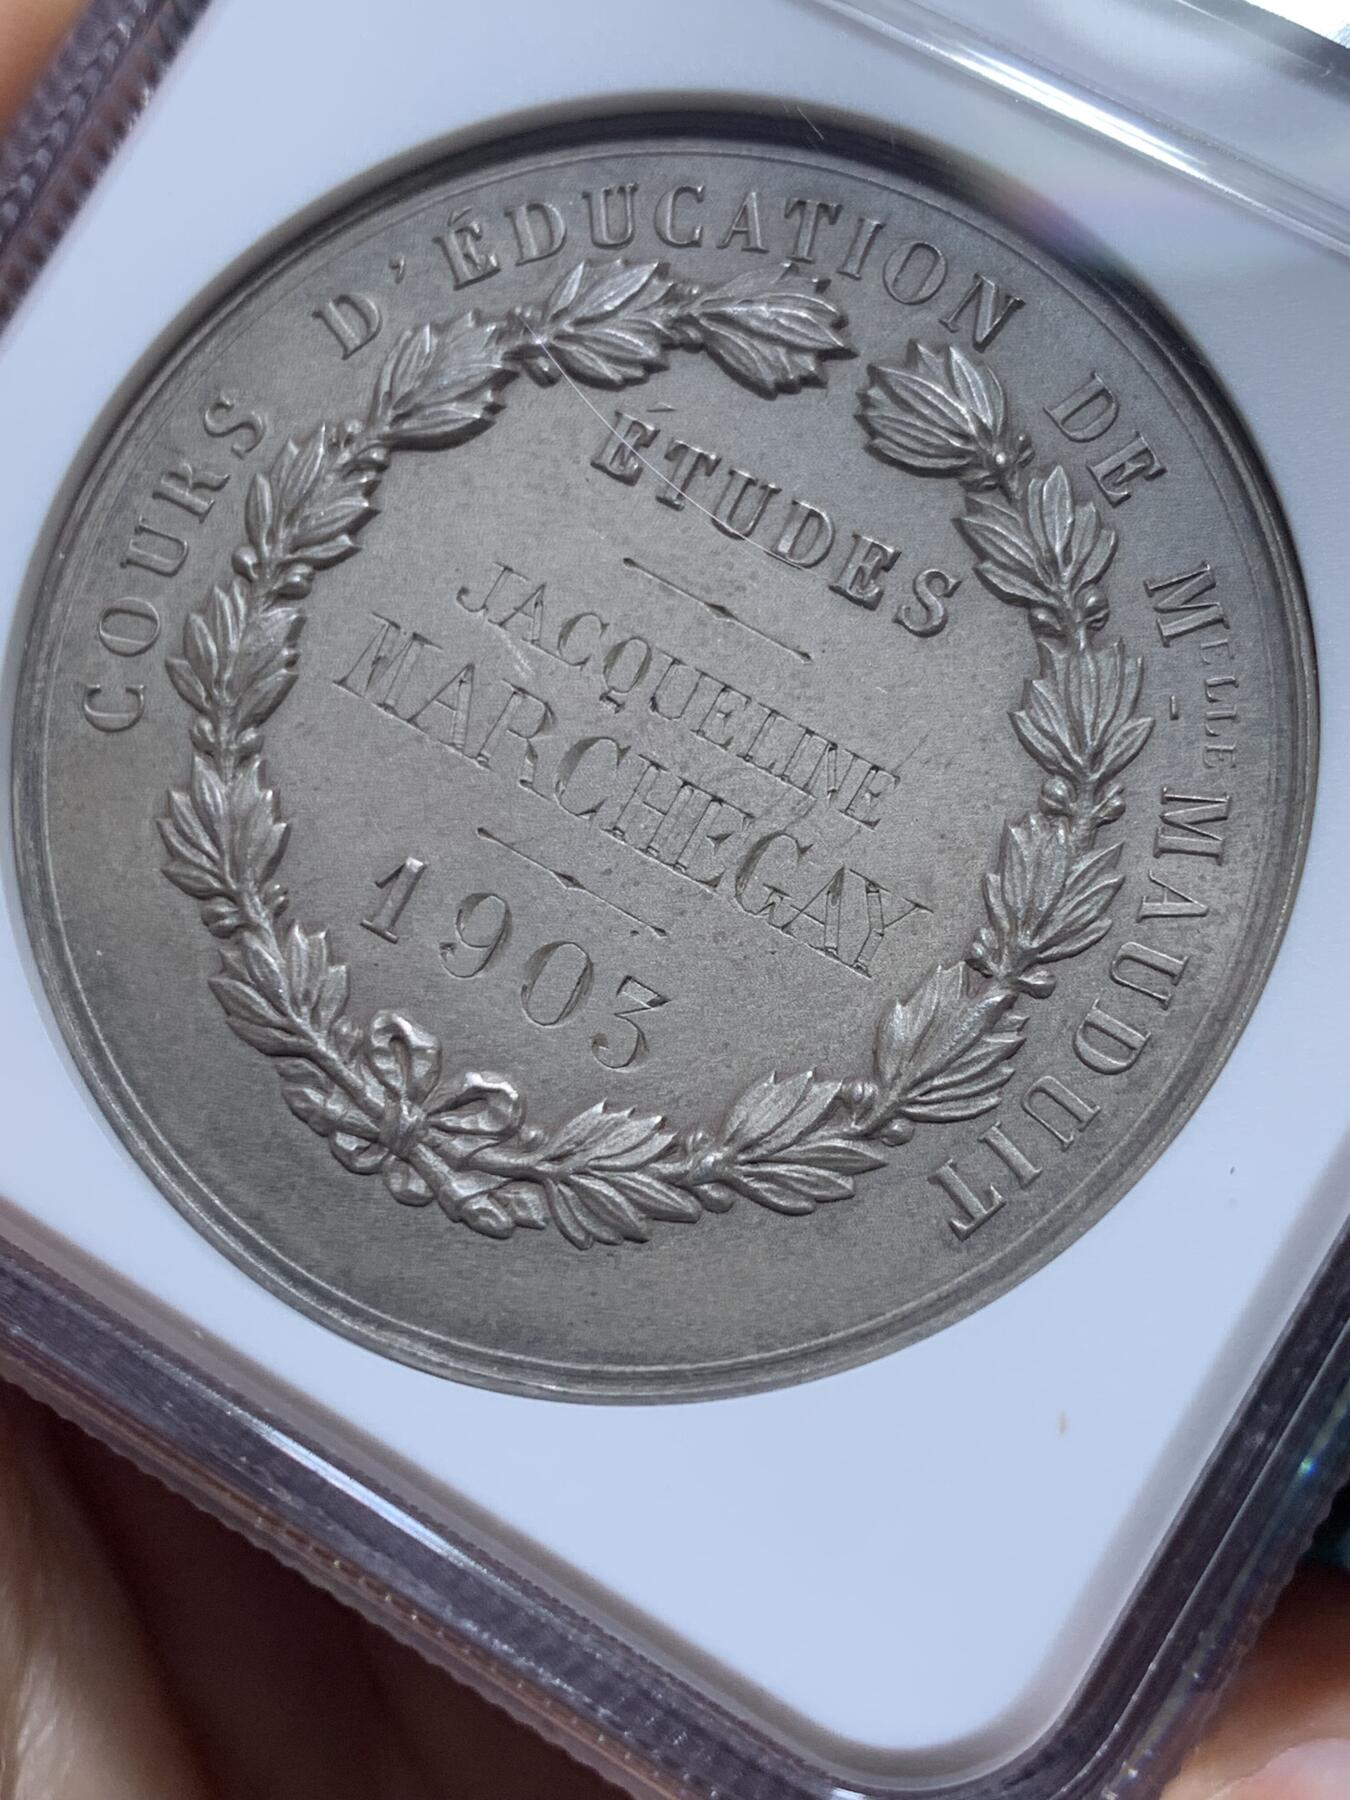 COURS D'ÉDUCATION DE MELLE MAUDUIT
ÉTUDES
JACQUELINE
MARCHEGAY
1903